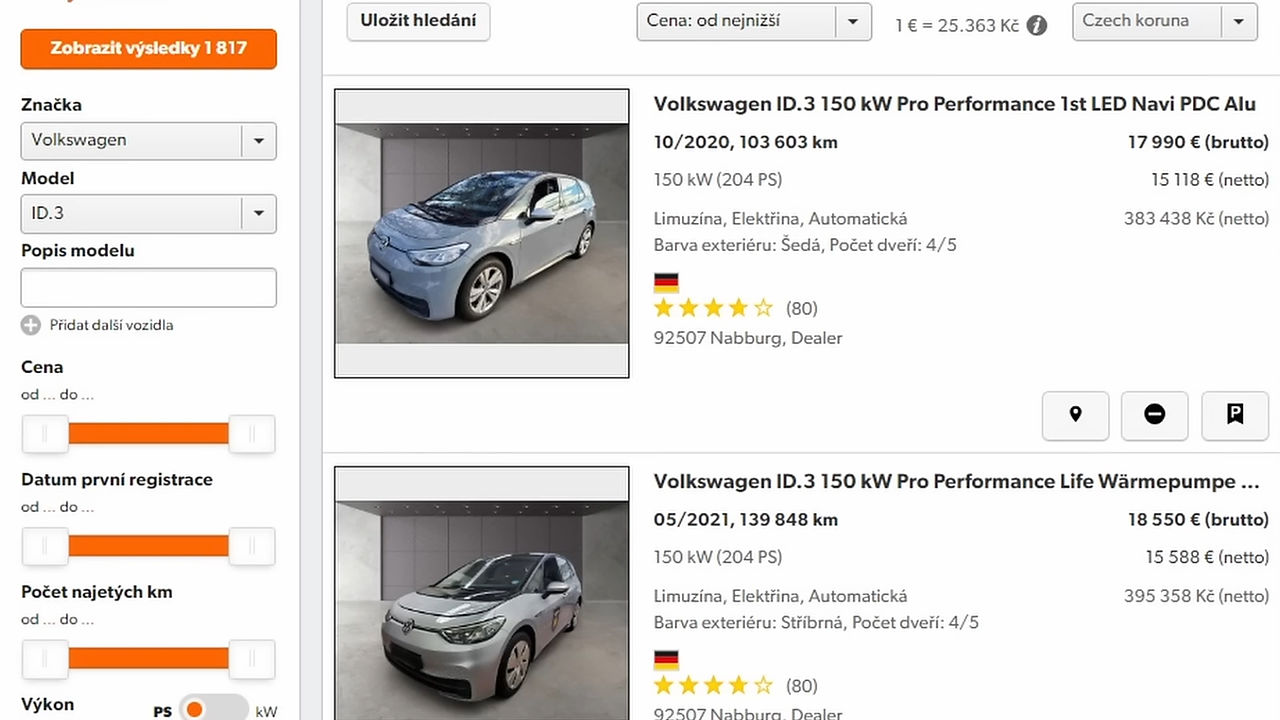 Zobrazit výsledky 1 817
Značka
Volkswagen
Model
ID.3
Popis modelu
Přidat další vozidla
Cena
od ... do ...
Datum první registrace
od ... do ...
Počet najetých km
od ... do ...
Výkon
PS
kW
Uložit hledání
Cena: od nejnižší
1 € = 25.363 Kč
Czech koruna
Volkswagen ID.3 150 kW Pro Performance 1st LED Navi PDC Alu
10/2020, 103 603 km
17 990 € (brutto)
150 kW (204 PS)
15 118 € (netto)
Limuzína, Elektřina, Automatická
383 438 Kč (netto)
Barva exteriéru: Šedá, Počet dveří: 4/5
(80)
92507 Nabburg, Dealer
Volkswagen ID.3 150 kW Pro Performance Life Wärmepumpe ...
05/2021, 139 848 km
18 550 € (brutto)
150 kW (204 PS)
15 588 € (netto)
Limuzína, Elektřina, Automatická
395 358 Kč (netto)
Barva exteriéru: Stříbrná, Počet dveří: 4/5
(80)
92507 Nabburg, Dealer